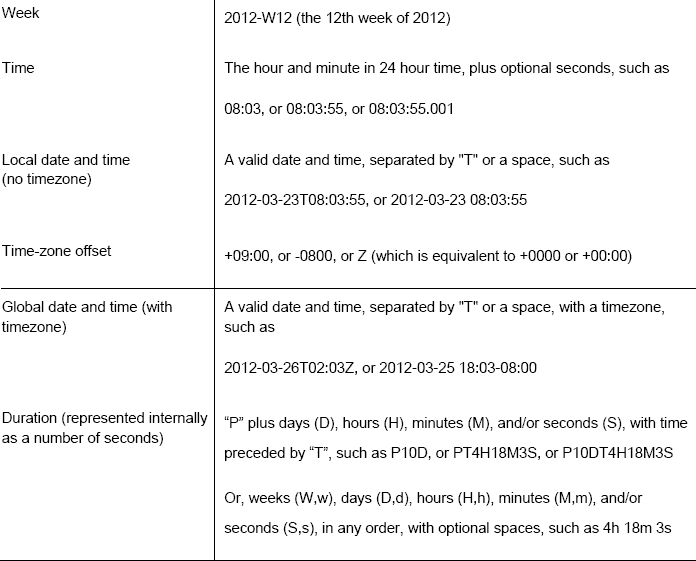 Week
2012-W12 (the 12th week of 2012)
Time
The hour and minute in 24 hour time, plus optional seconds, such as
08:03, or 08:03:55, or 08:03:55.001
Local date and time
(no timezone)
A valid date and time, separated by "T" or a space, such as
2012-03-23T08:03:55, or 2012-03-23 08:03:55
Time-zone offset
+09:00, or -0800, or Z (which is equivalent to +0000 or +00:00)
Global date and time (with
timezone)
A valid date and time, separated by "T" or a space, with a timezone,
such as
2012-03-26T02:03Z, or 2012-03-25 18:03-08:00
Duration (represented internally
as a number of seconds)
“P” plus days (D), hours (H), minutes (M), and/or seconds (S), with time
preceded by “T”, such as P10D, or PT4H18M3S, or P10DT4H18M3S
Or, weeks (W,w), days (D,d), hours (H,h), minutes (M,m), and/or
seconds (S,s), in any order, with optional spaces, such as 4h 18m 3s